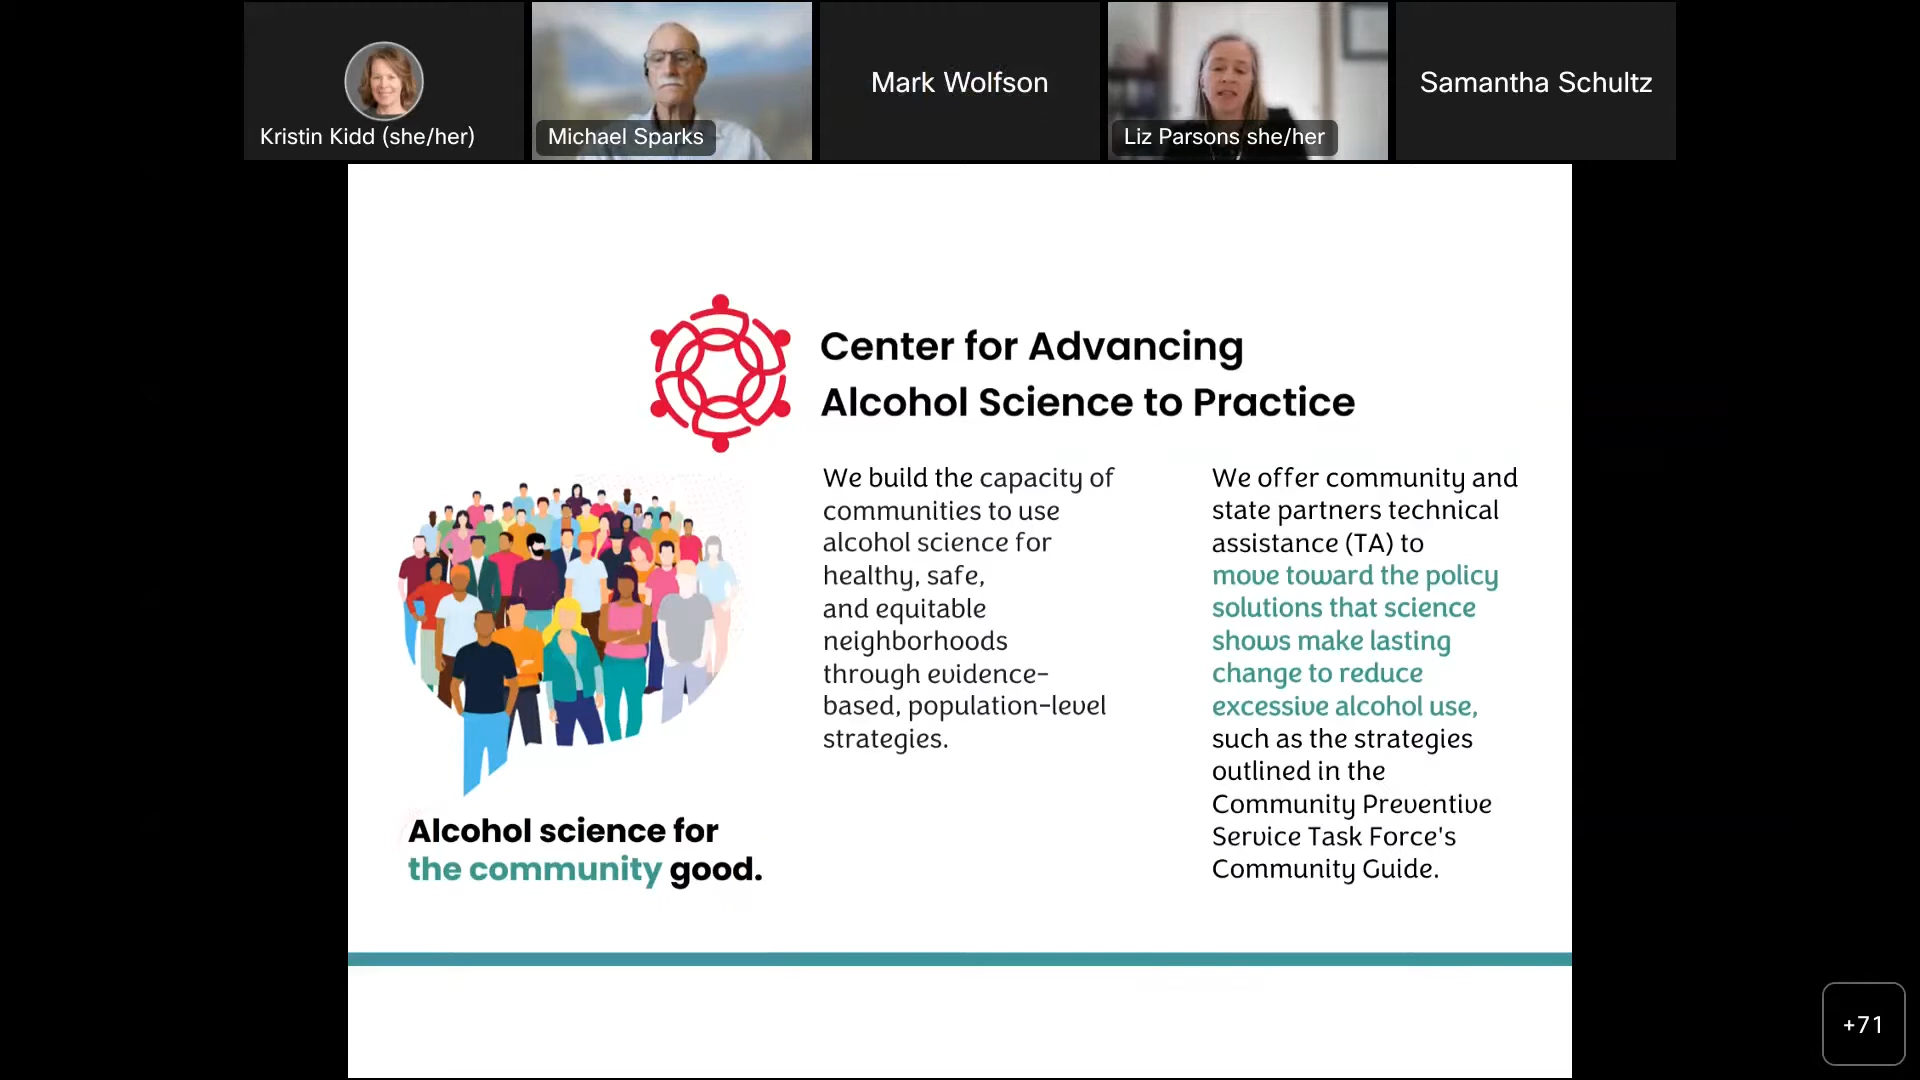 Kristin Kidd (she/her)
Michael Sparks
Mark Wolfson
Liz Parsons she/her
Samantha Schultz
Center for Advancing
Alcohol Science to Practice
We build the capacity of
communities to use
alcohol science for
healthy, safe,
and equitable
neighborhoods
through evidence-
based, population-level
strategies.
We offer community and
state partners technical
assistance (TA) to
move toward the policy
solutions that science
shows make lasting
change to reduce
excessive alcohol use,
such as the strategies
outlined in the
Community Preventive
Service Task Force's
Community Guide.
Alcohol science for
the community good.
+71